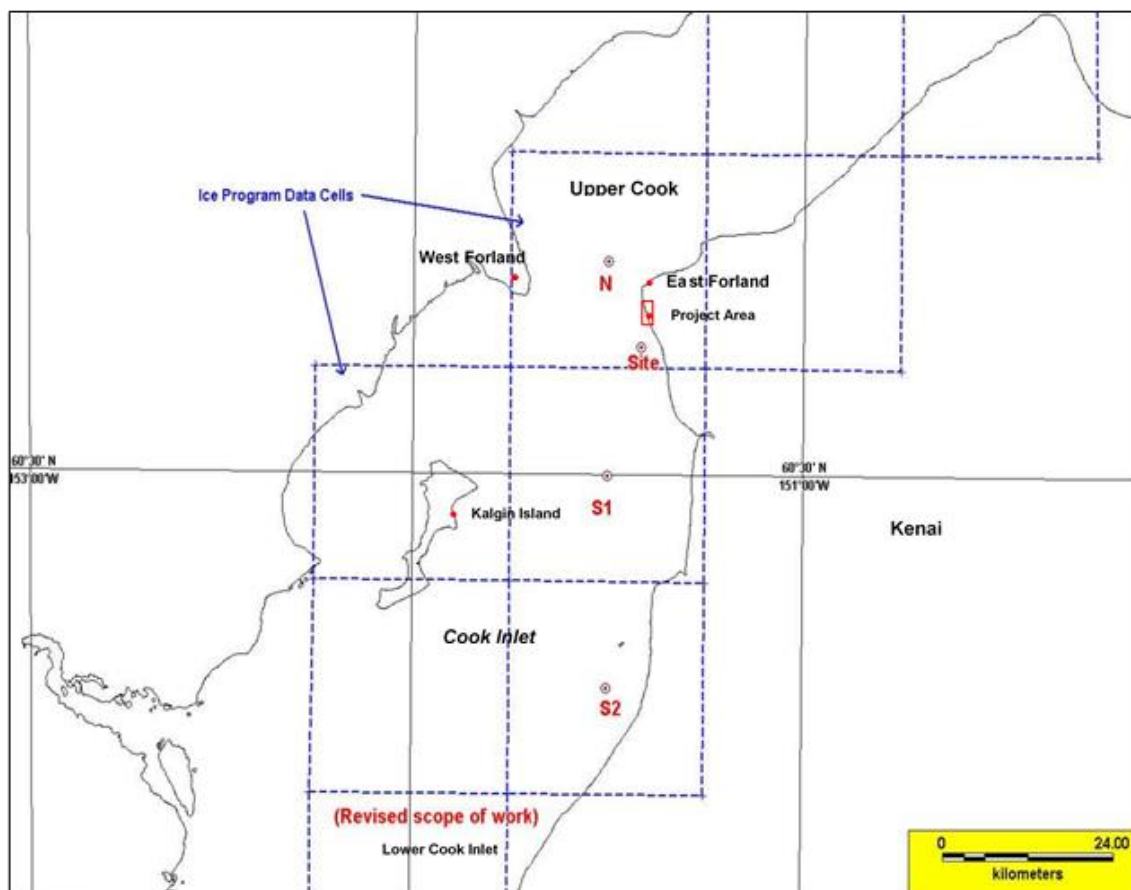 Upper Cook
Ice Program Data Cells
West Forland
N
East Forland
Project Area
Site
60°30' N
153°00'W
60°30' N
151°00'W
S1
Kalgin Island
Kenai
Cook Inlet
S2
(Revised scope of work)
Lower Cook Inlet
0 24.00
kilometers